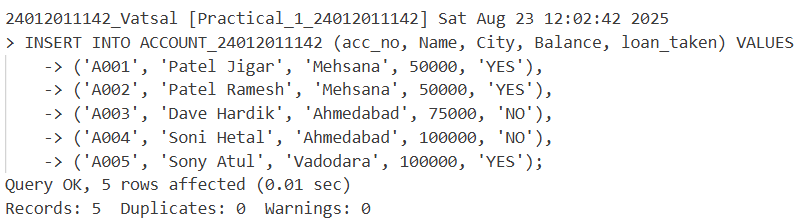 24012011142_Vatsal [Practical_1_24012011142] Sat Aug 23 12:02:42 2025
> INSERT INTO ACCOUNT_24012011142 (acc_no, Name, City, Balance, loan_taken) VALUES
    -> ('A001', 'Patel Jigar', 'Mehsana', 50000, 'YES'),
    -> ('A002', 'Patel Ramesh', 'Mehsana', 50000, 'YES'),
    -> ('A003', 'Dave Hardik', 'Ahmedabad', 75000, 'NO'),
    -> ('A004', 'Soni Hetal', 'Ahmedabad', 100000, 'NO'),
    -> ('A005', 'Sony Atul', 'Vadodara', 100000, 'YES');
Query OK, 5 rows affected (0.01 sec)
Records: 5  Duplicates: 0  Warnings: 0